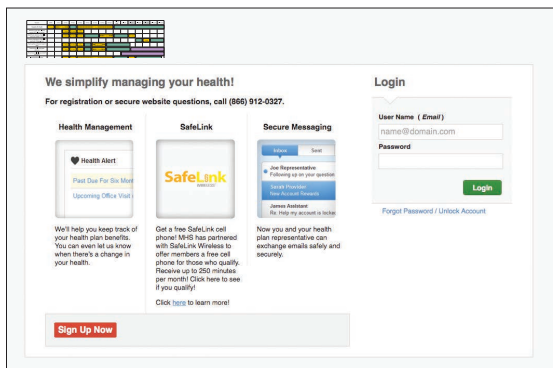 We simplify managing your health!
For registration or secure website questions, call (866) 912-0327.
Health Management
Health Alert
Past Due For Six Mont
Upcoming Office Visit
We'll help you keep track of
your health plan benefits.
You can even let us know
when there's a change in
your health.
SafeLink
SafeLink
WIRELESS
Get a free SafeLink cell
phone! MHS has partnered
with SafeLink Wireless to
offer members a free cell
phone for those who qualify.
Receive up to 250 minutes
per month! Click here to see
if you qualify!
Click here to learn more!
Secure Messaging
Inbox Sent
Joe Representative
Following up on your question
Sarah Provider
New Account Rewards
James Assistant
Re: Help my account is locked
Now you and your health
plan representative can
exchange emails safely and
securely.
Sign Up Now
Login
User Name ( Email )
name@domain.com
Password
Login
Forgot Password / Unlock Account